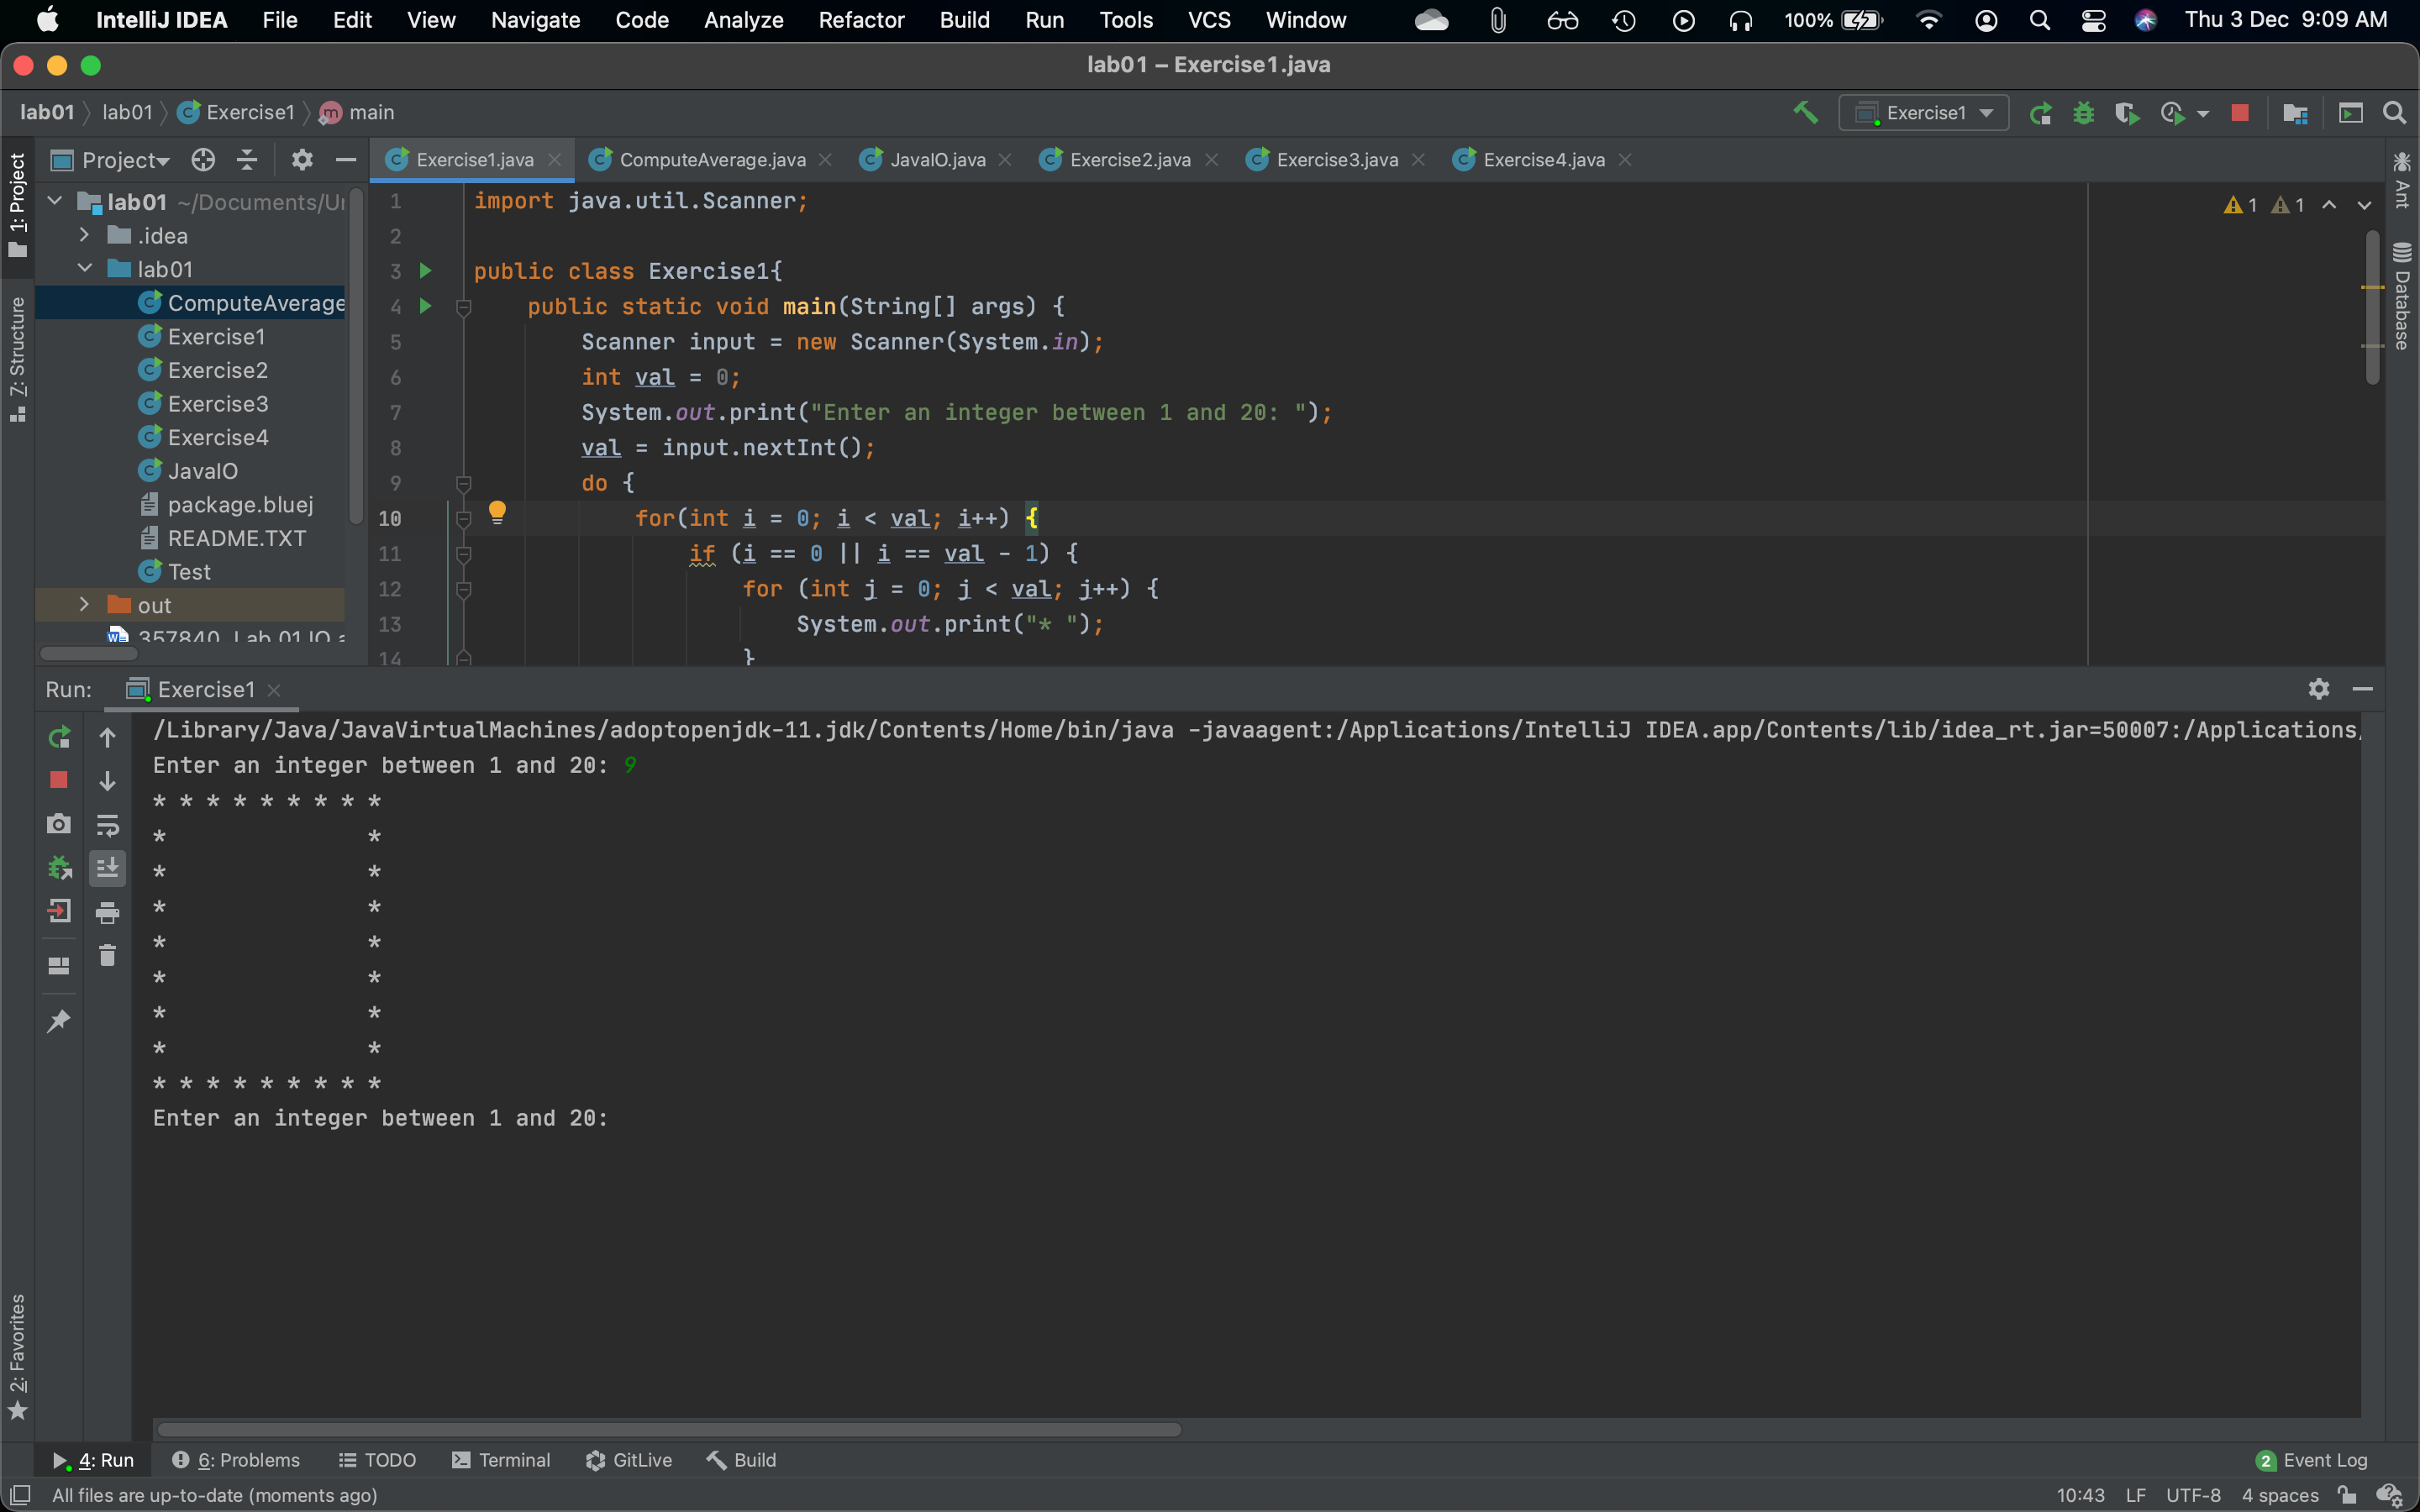 IntelliJ IDEA File Edit View Navigate Code Analyze Refactor Build Run Tools VCS Window 100% Thu 3 Dec 9:09 AM
lab01 – Exercise1.java
lab01 lab01 Exercise1 main Exercise1
1: Project
7: Structure
2: Favorites
Ant
Database
Project
lab01 ~/Documents/
.idea
lab01
ComputeAverage
Exercise1
Exercise2
Exercise3
Exercise4
JavaIO
package.bluej
README.TXT
Test
out
357840 Lab 01 IO
Exercise1.java ComputeAverage.java JavaIO.java Exercise2.java Exercise3.java Exercise4.java
1 1
1 import java.util.Scanner;
2
3 public class Exercise1{
4 public static void main(String[] args) {
5 Scanner input = new Scanner(System.in);
6 int val = 0;
7 System.out.print("Enter an integer between 1 and 20: ");
8 val = input.nextInt();
9 do {
10 for(int i = 0; i < val; i++) {
11 if (i == 0 || i == val - 1) {
12 for (int j = 0; j < val; j++) {
13 System.out.print("* ");
14 }
Run: Exercise1
/Library/Java/JavaVirtualMachines/adoptopenjdk-11.jdk/Contents/Home/bin/java -javaagent:/Applications/IntelliJ IDEA.app/Contents/lib/idea_rt.jar=50007:/Applications/
Enter an integer between 1 and 20: 9
* * * * * * * * *
*               *
*               *
*               *
*               *
*               *
*               *
*               *
* * * * * * * * *
Enter an integer between 1 and 20:
4: Run 6: Problems TODO Terminal GitLive Build 2 Event Log
All files are up-to-date (moments ago) 10:43 LF UTF-8 4 spaces